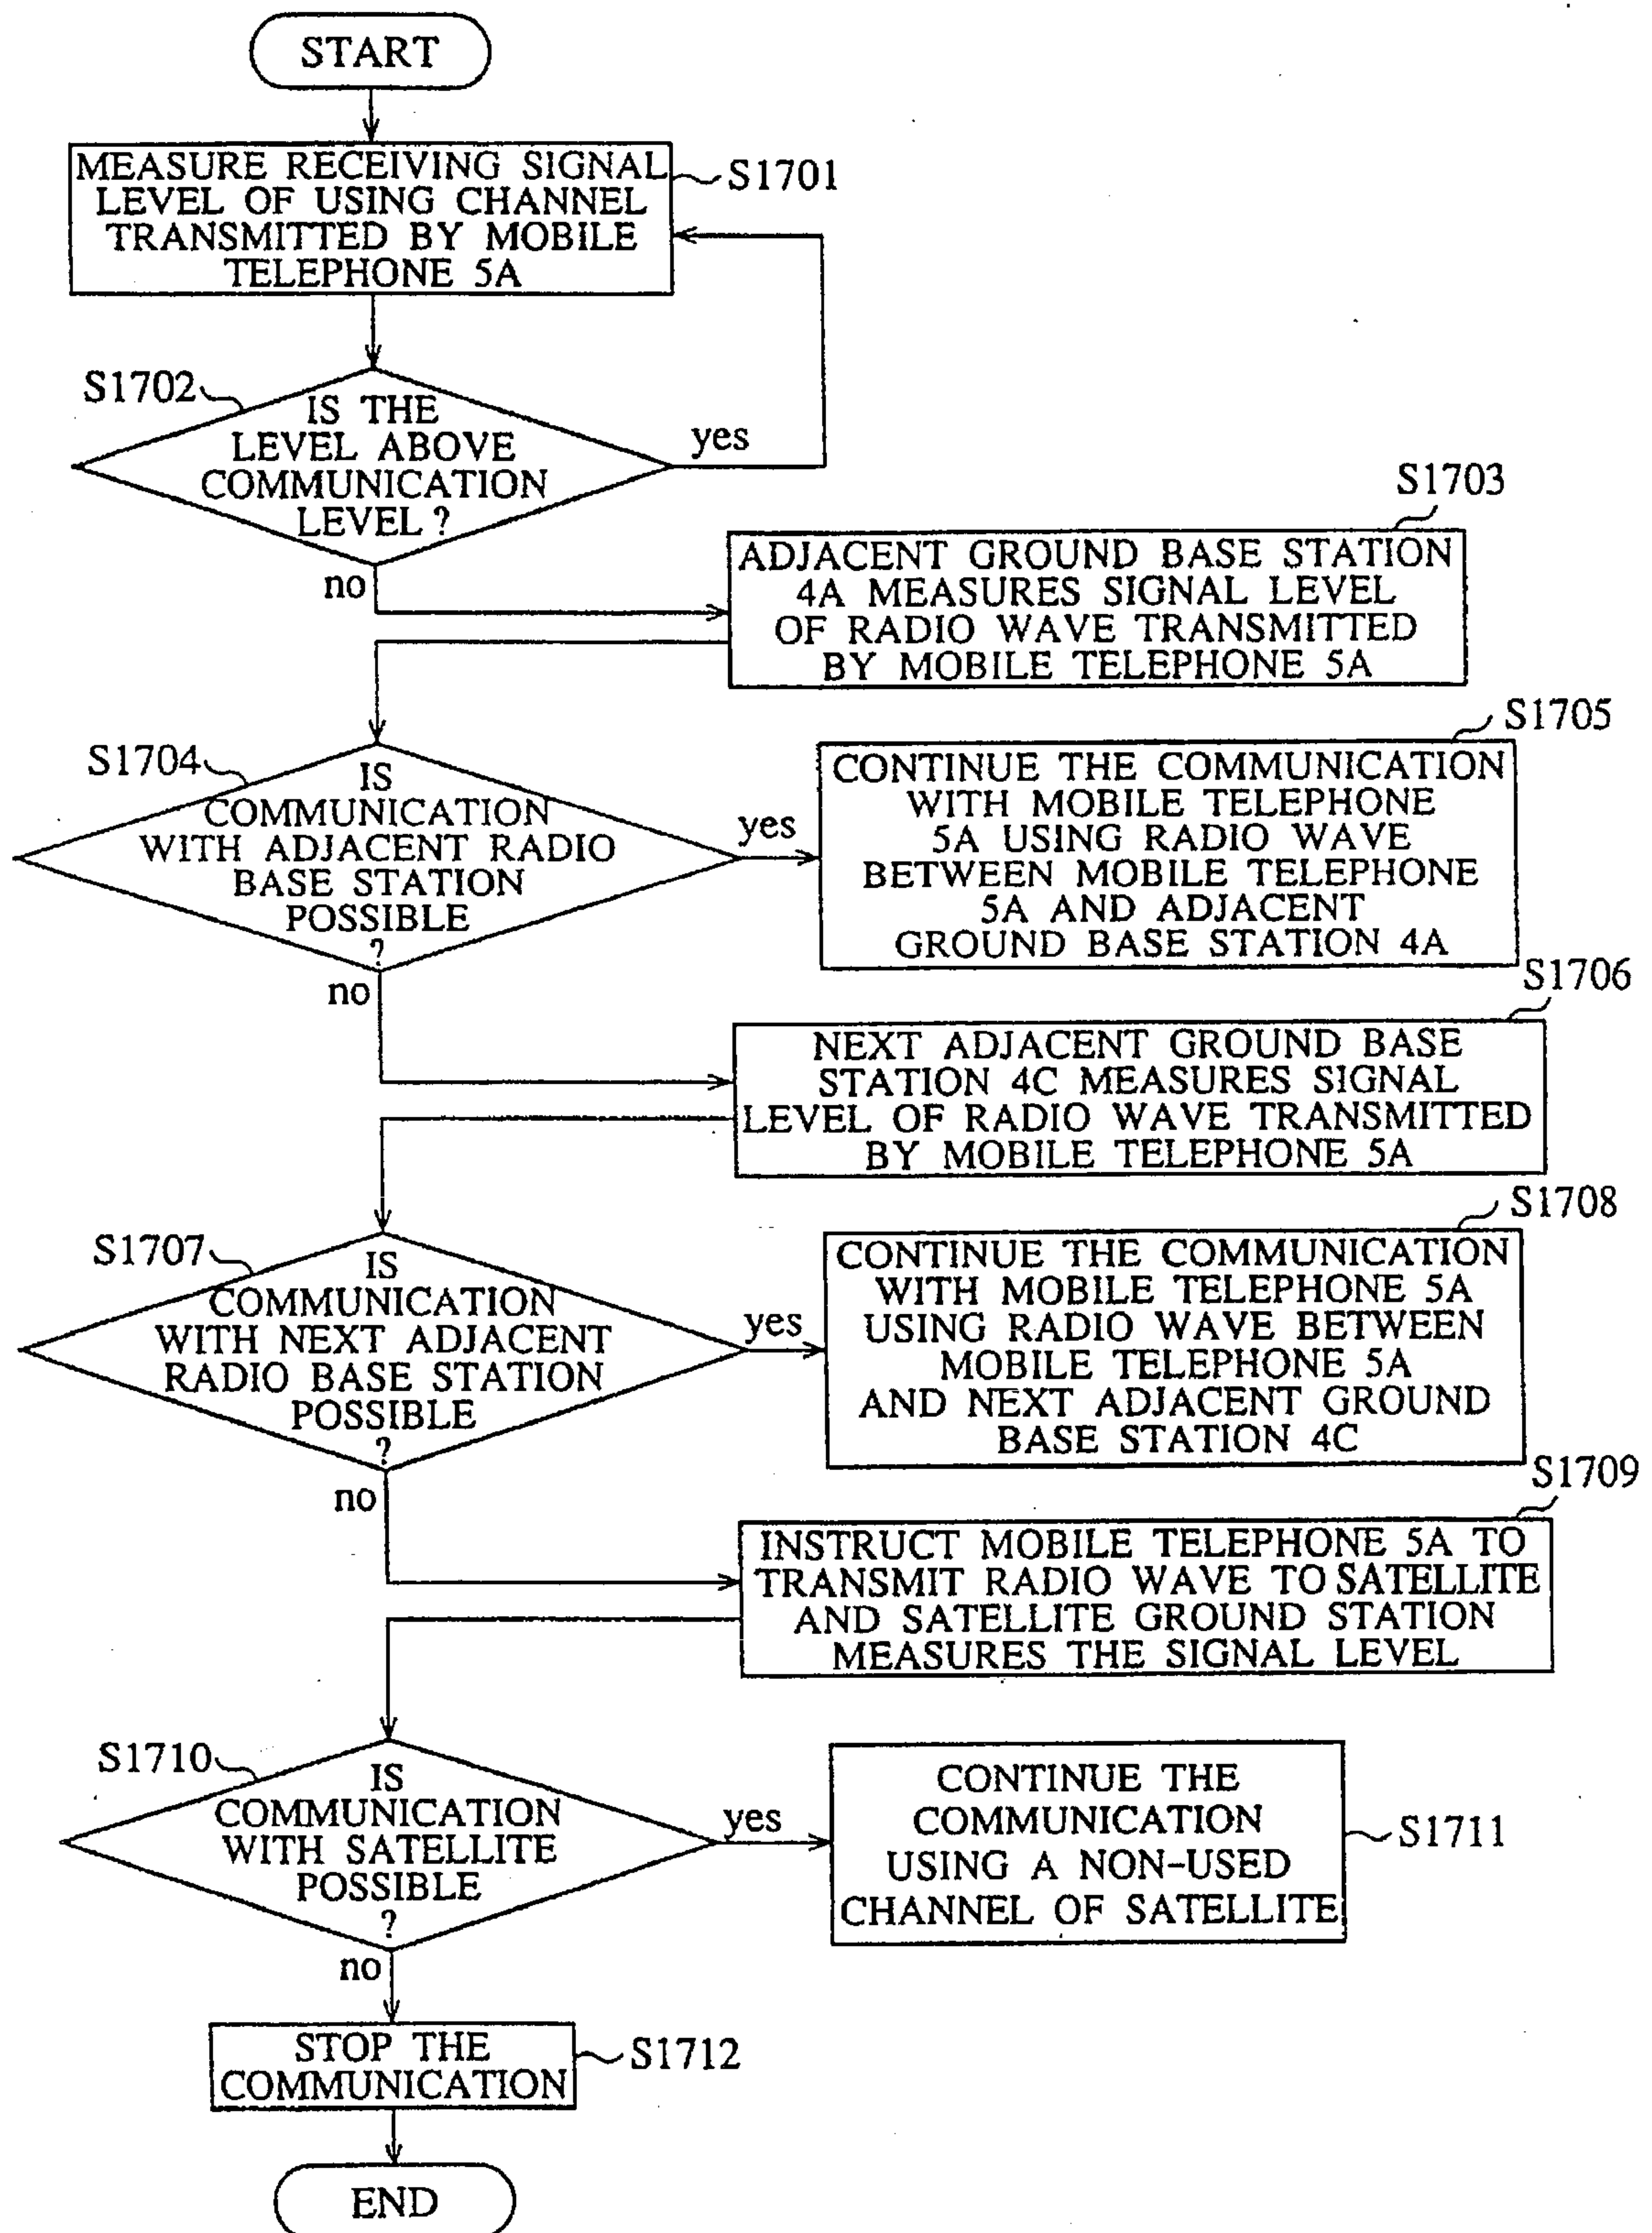 START
MEASURE RECEIVING SIGNAL
LEVEL OF USING CHANNEL
TRANSMITTED BY MOBILE
TELEPHONE 5A
S1701
S1702
IS THE
LEVEL ABOVE
COMMUNICATION
LEVEL ?
yes
no
S1703
ADJACENT GROUND BASE STATION
4A MEASURES SIGNAL LEVEL
OF RADIO WAVE TRANSMITTED
BY MOBILE TELEPHONE 5A
S1704
IS
COMMUNICATION
WITH ADJACENT RADIO
BASE STATION
POSSIBLE
?
yes
no
S1705
CONTINUE THE COMMUNICATION
WITH MOBILE TELEPHONE
5A USING RADIO WAVE
BETWEEN MOBILE TELEPHONE
5A AND ADJACENT
GROUND BASE STATION 4A
S1706
NEXT ADJACENT GROUND BASE
STATION 4C MEASURES SIGNAL
LEVEL OF RADIO WAVE TRANSMITTED
BY MOBILE TELEPHONE 5A
S1707
IS
COMMUNICATION
WITH NEXT ADJACENT
RADIO BASE STATION
POSSIBLE
?
yes
no
S1708
CONTINUE THE COMMUNICATION
WITH MOBILE TELEPHONE 5A
USING RADIO WAVE BETWEEN
MOBILE TELEPHONE 5A
AND NEXT ADJACENT GROUND
BASE STATION 4C
S1709
INSTRUCT MOBILE TELEPHONE 5A TO
TRANSMIT RADIO WAVE TO SATELLITE
AND SATELLITE GROUND STATION
MEASURES THE SIGNAL LEVEL
S1710
IS
COMMUNICATION
WITH SATELLITE
POSSIBLE
?
yes
no
CONTINUE THE
COMMUNICATION
USING A NON-USED
CHANNEL OF SATELLITE
S1711
STOP THE
COMMUNICATION
S1712
END